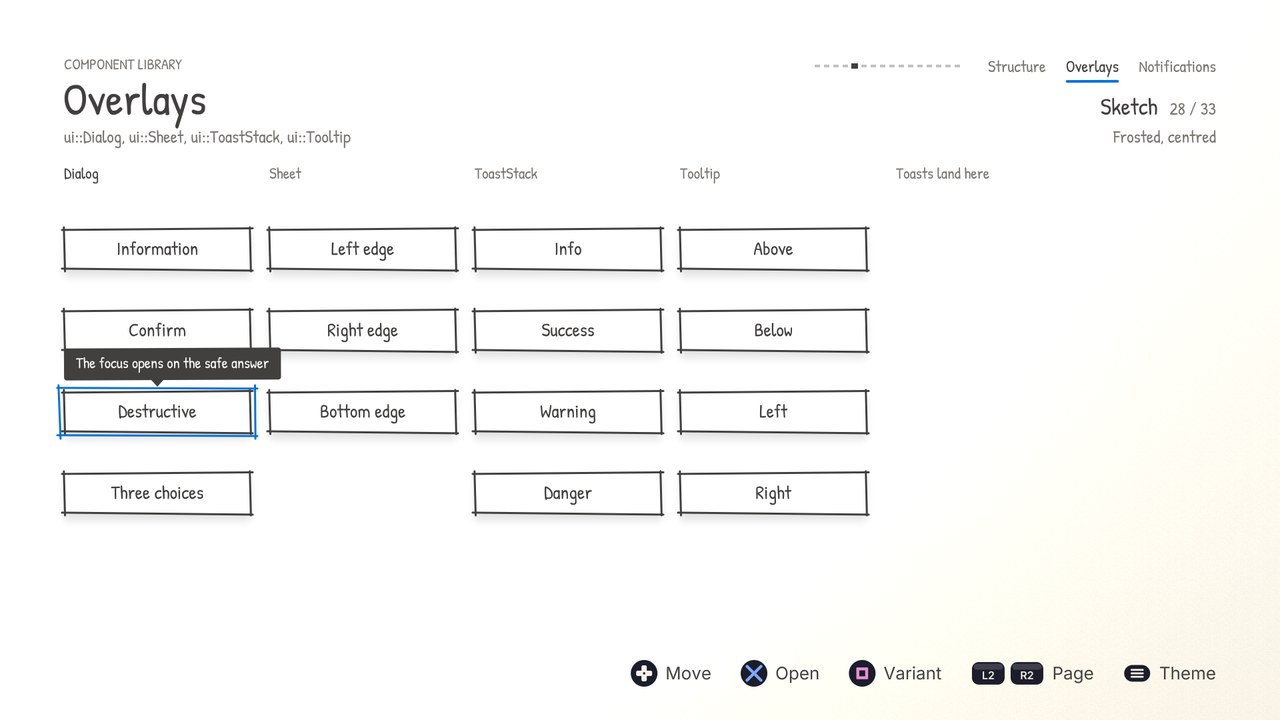 COMPONENT LIBRARY
Overlays
ui::Dialog, ui::Sheet, ui::ToastStack, ui::Tooltip
Structure Overlays Notifications
Sketch 28 / 33
Frosted, centred
Dialog Sheet ToastStack Tooltip Toasts land here
Information Left edge Info Above
Confirm Right edge Success Below
The focus opens on the safe answer
Destructive Bottom edge Warning Left
Three choices Danger Right
Move Open Variant L2 R2 Page Theme